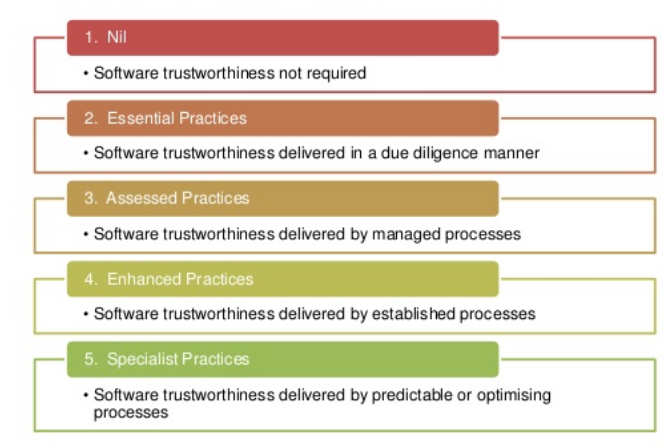 1. Nil
• Software trustworthiness not required
2. Essential Practices
• Software trustworthiness delivered in a due diligence manner
3. Assessed Practices
• Software trustworthiness delivered by managed processes
4. Enhanced Practices
• Software trustworthiness delivered by established processes
5. Specialist Practices
• Software trustworthiness delivered by predictable or optimising
processes